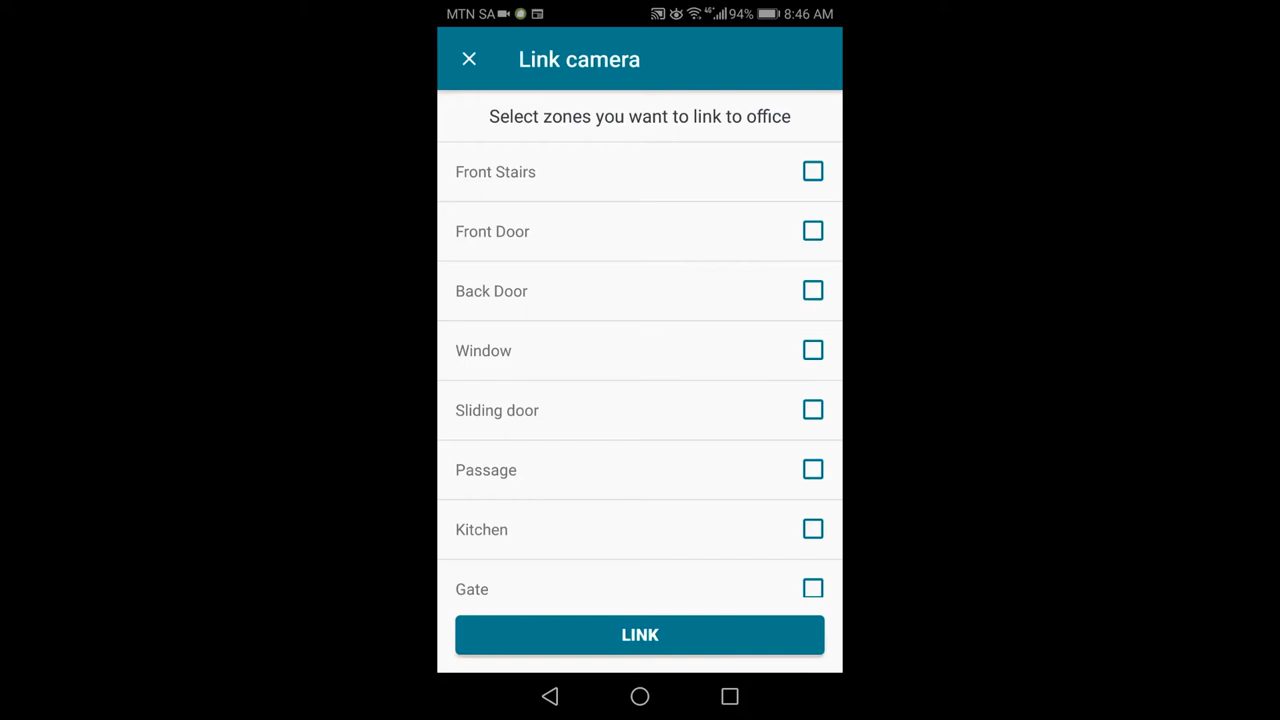 MTN SA 4G 94% 8:46 AM
Link camera
Select zones you want to link to office
Front Stairs
Front Door
Back Door
Window
Sliding door
Passage
Kitchen
Gate
LINK